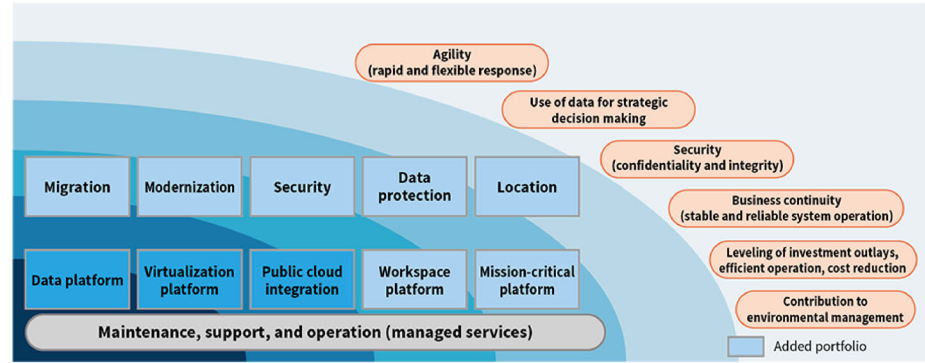 Agility
(rapid and flexible response)
Use of data for strategic
decision making
Security
(confidentiality and integrity)
Business continuity
(stable and reliable system operation)
Leveling of investment outlays,
efficient operation, cost reduction
Contribution to
environmental management
Migration
Modernization
Security
Data
protection
Location
Data platform
Virtualization
platform
Public cloud
integration
Workspace
platform
Mission-critical
platform
Maintenance, support, and operation (managed services)
Added portfolio